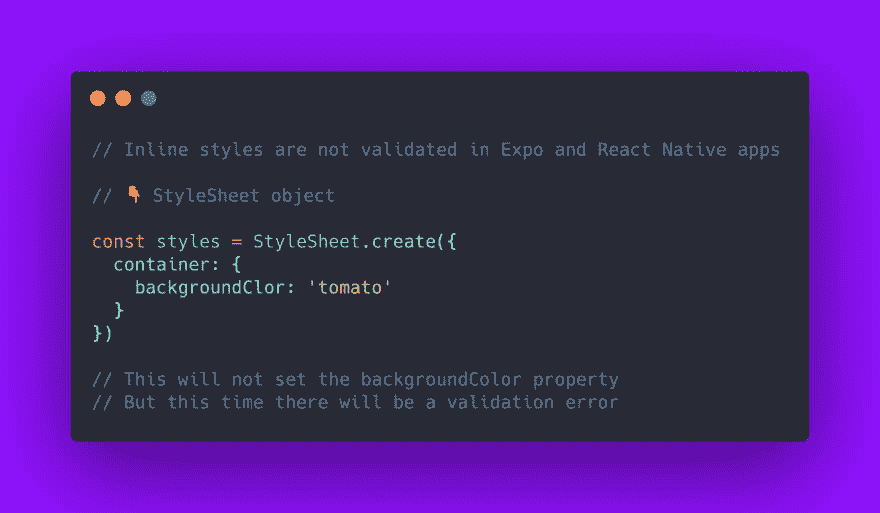 // Inline styles are not validated in Expo and React Native apps
// 👇 StyleSheet object
const styles = StyleSheet.create({
  container: {
    backgroundClor: 'tomato'
  }
})
// This will not set the backgroundColor property
// But this time there will be a validation error